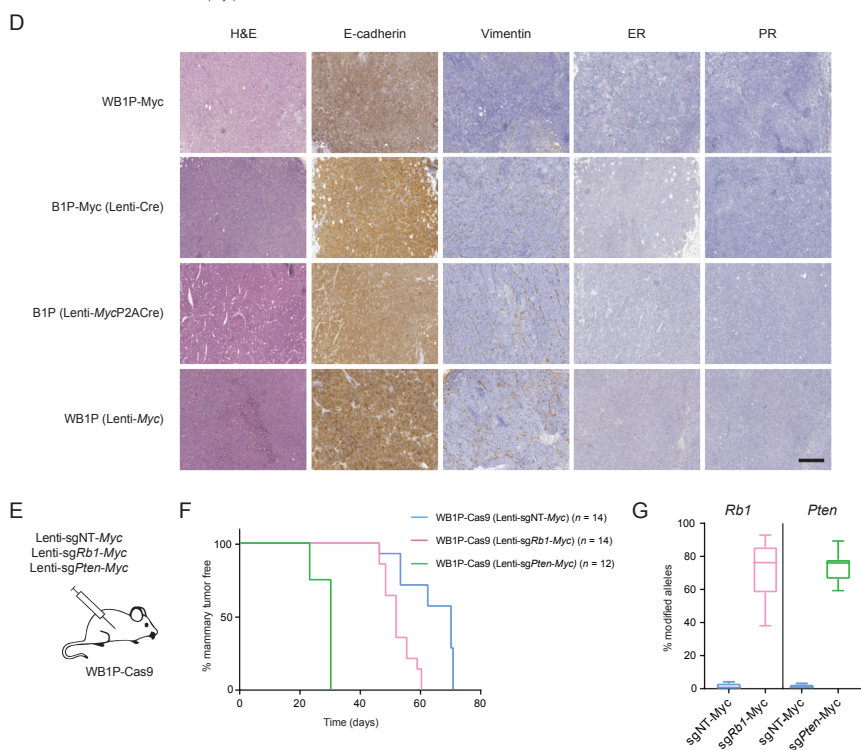 D
H&E E-cadherin Vimentin ER PR
WB1P-Myc
B1P-Myc (Lenti-Cre)
B1P (Lenti-MycP2ACre)
WB1P (Lenti-Myc)
E
Lenti-sgNT-Myc
Lenti-sgRb1-Myc
Lenti-sgPten-Myc
WB1P-Cas9
F
WB1P-Cas9 (Lenti-sgNT-Myc) (n = 14)
WB1P-Cas9 (Lenti-sgRb1-Myc) (n = 14)
WB1P-Cas9 (Lenti-sgPten-Myc) (n = 12)
% mammary tumor free
100
50
0
0 20 40 60 80
Time (days)
G
Rb1 Pten
% modified alleles
100
80
60
40
20
0
sgNT-Myc
sgRb1-Myc
sgNT-Myc
sgPten-Myc